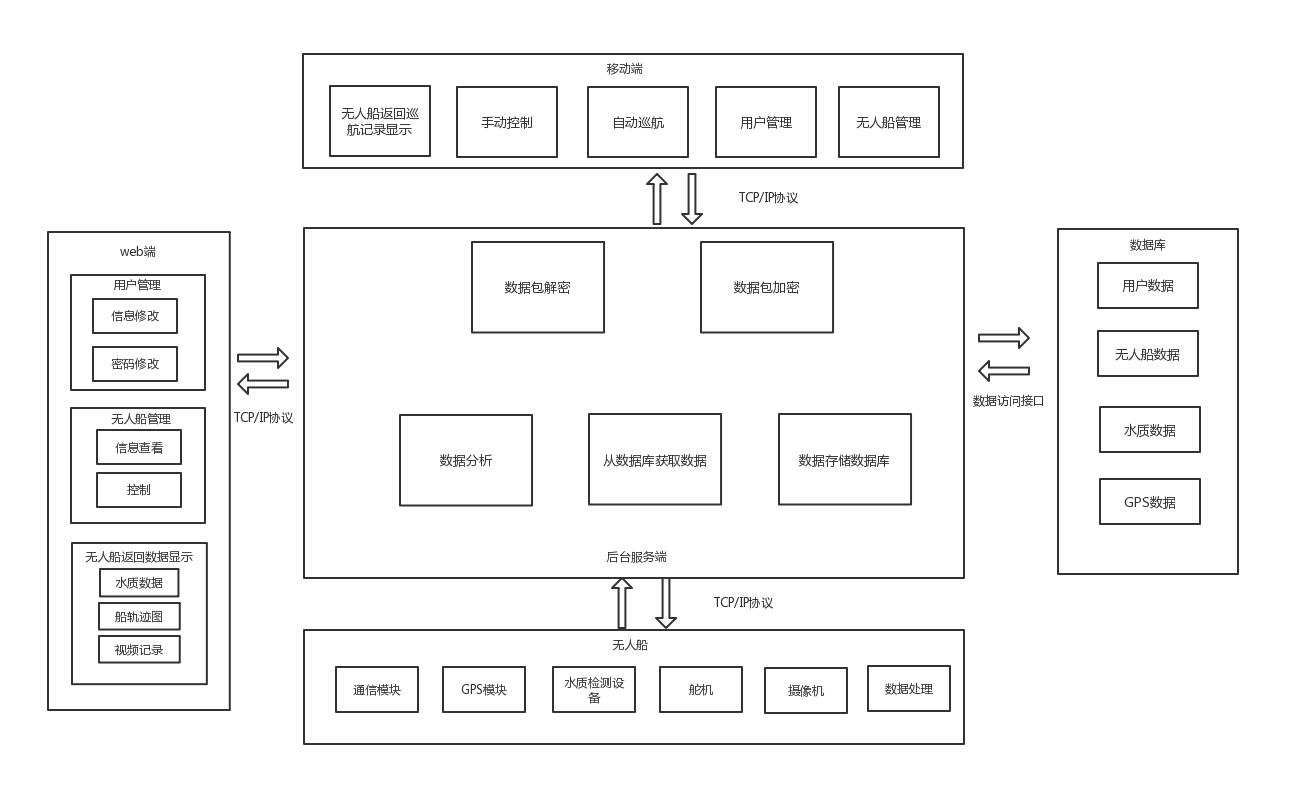 移动端
无人船返回巡
航记录显示
手动控制
自动巡航
用户管理
无人船管理
TCP/IP协议
web端
用户管理
信息修改
密码修改
无人船管理
信息查看
控制
无人船返回数据显示
水质数据
船轨迹图
视频记录
TCP/IP协议
数据包解密
数据包加密
数据分析
从数据库获取数据
数据存储数据库
后台服务端
数据访问接口
数据库
用户数据
无人船数据
水质数据
GPS数据
TCP/IP协议
无人船
通信模块
GPS模块
水质检测设
备
舵机
摄像机
数据处理